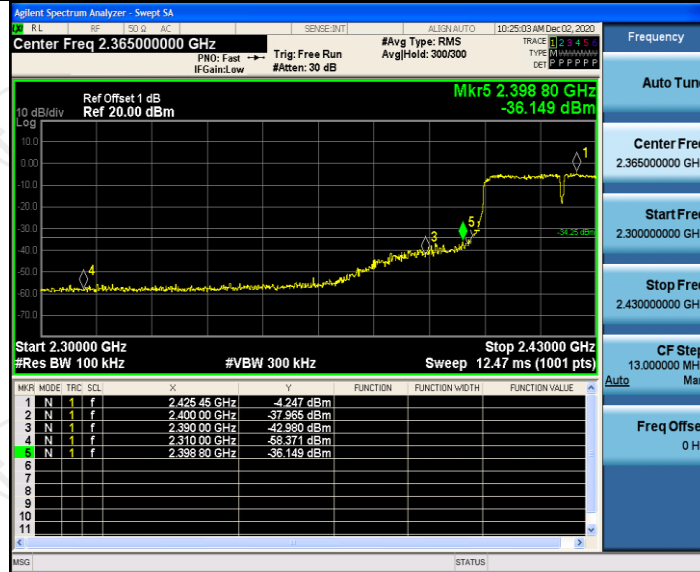 Agilent Spectrum Analyzer - Swept SA
RL RF 50 Ω AC SENSE:INT ALIGN AUTO 10:25:03 AM Dec 02, 2020
Center Freq 2.365000000 GHz
PNO: Fast
IFGain:Low
Trig: Free Run
#Atten: 30 dB
#Avg Type: RMS
Avg|Hold: 300/300
TRACE 1 2 3 4 5 6
TYPE M
DET P P P P P P
Ref Offset 1 dB
Ref 20.00 dBm
10 dB/div
Log
Mkr5 2.398 80 GHz
-36.149 dBm
10.0
0.00
-10.0
-20.0
-30.0
-40.0
-50.0
-60.0
-70.0
1
5
3
4
-34.25 dBm
Start 2.30000 GHz
#Res BW 100 kHz
#VBW 300 kHz
Stop 2.43000 GHz
Sweep 12.47 ms (1001 pts)
MKR MODE TRC SCL X Y FUNCTION FUNCTION WIDTH FUNCTION VALUE
1 N 1 f 2.425 45 GHz -4.247 dBm
2 N 1 f 2.400 00 GHz -37.965 dBm
3 N 1 f 2.390 00 GHz -42.980 dBm
4 N 1 f 2.310 00 GHz -58.371 dBm
5 N 1 f 2.398 80 GHz -36.149 dBm
6
7
8
9
10
11
MSG
STATUS
Frequency
Auto Tune
Center Freq
2.365000000 GH
Start Freq
2.300000000 GH
Stop Freq
2.430000000 GH
CF Step
13.000000 MH
Auto Man
Freq Offset
0 H